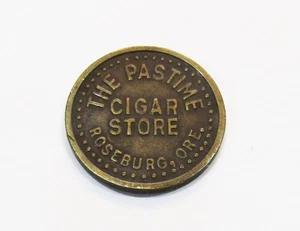 THE PASTIME
CIGAR
STORE
ROSEBURG, ORE.